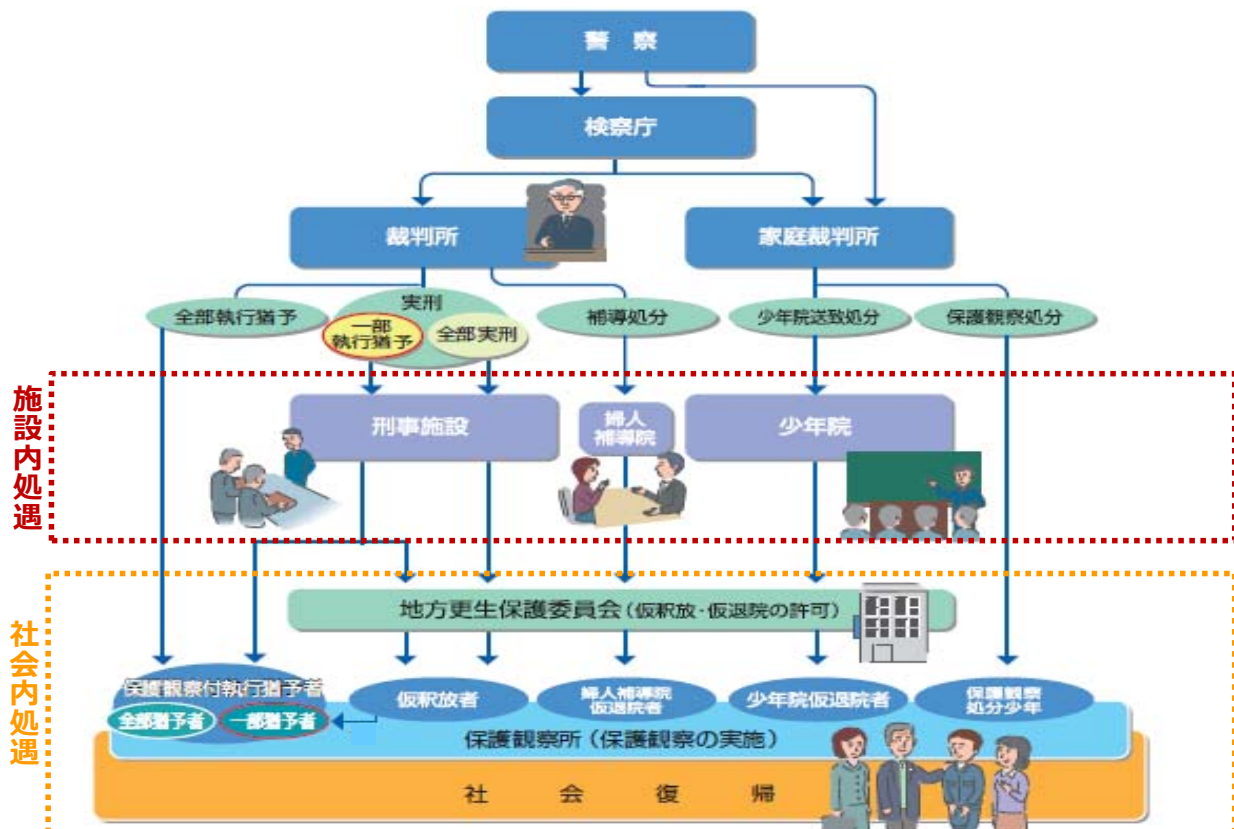 警 察
検察庁
裁判所
家庭裁判所
全部執行猶予
実刑
一部
執行猶予
全部実刑
補導処分
少年院送致処分
保護観察処分
施設内処遇
刑事施設
婦人
補導院
少年院
社会内処遇
地方更生保護委員会(仮釈放・仮退院の許可)
保護観察付執行猶予者
全部猶予者
一部猶予者
仮釈放者
婦人補導院
仮退院者
少年院仮退院者
保護観察
処分少年
保護観察所(保護観察の実施)
社 会 復 帰